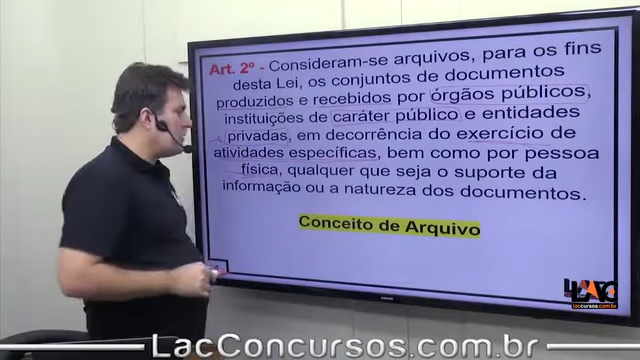 Art. 2º - Consideram-se arquivos, para os fins
desta Lei, os conjuntos de documentos
produzidos e recebidos por órgãos públicos,
instituições de caráter público e entidades
privadas, em decorrência do exercício de
atividades específicas, bem como por pessoa
física, qualquer que seja o suporte da
informação ou a natureza dos documentos.
Conceito de Arquivo
LAC
laccursos.com.br
LacConcursos.com.br